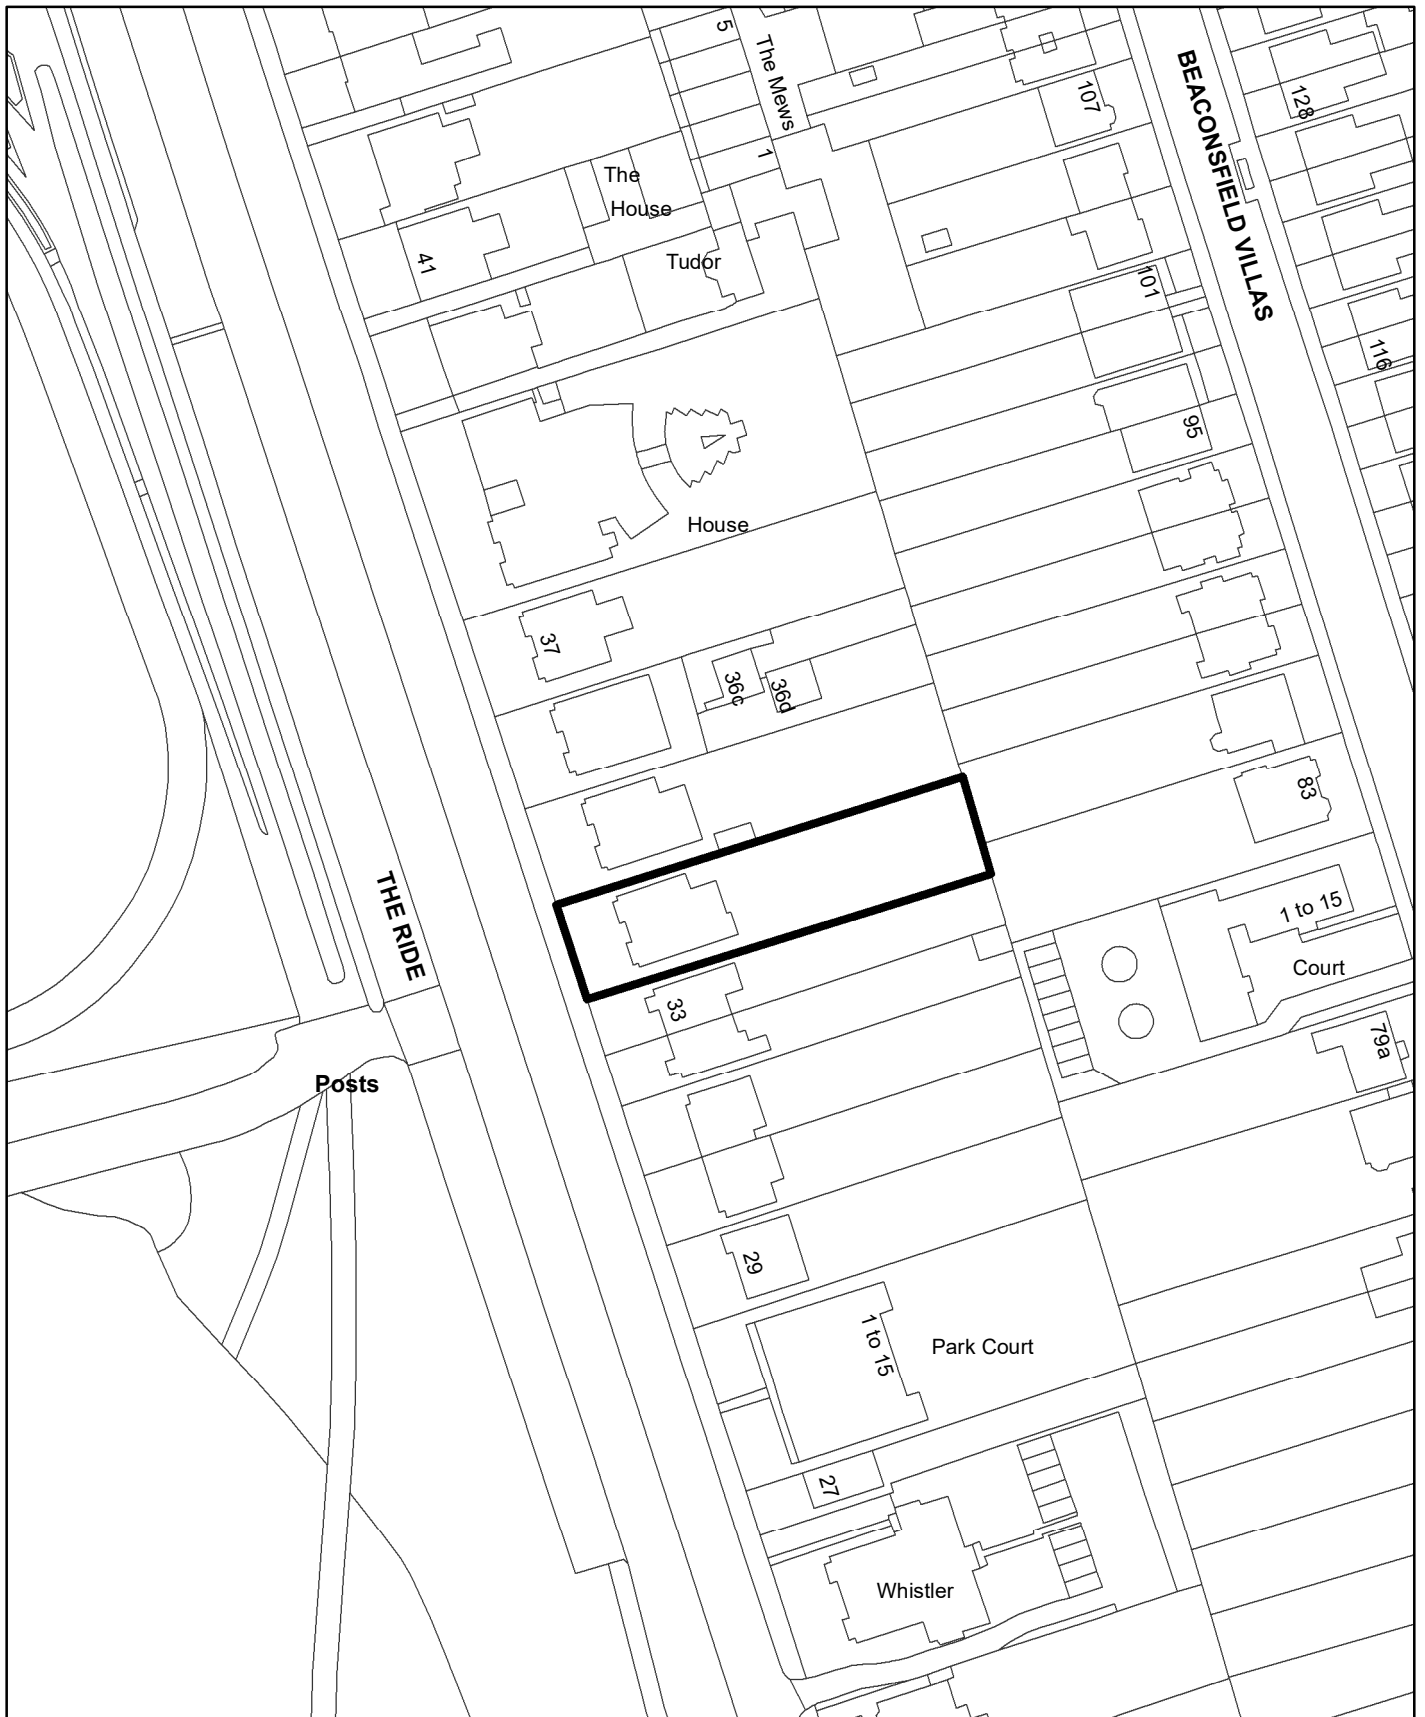 5
The Mews
1
107
BEACONSFIELD VILLAS
128
The
House
41
Tudor
101
116
95
House
37
36c
36d
83
THE RIDE
1 to 15
Court
33
79a
Posts
29
1 to 15
Park Court
27
Whistler